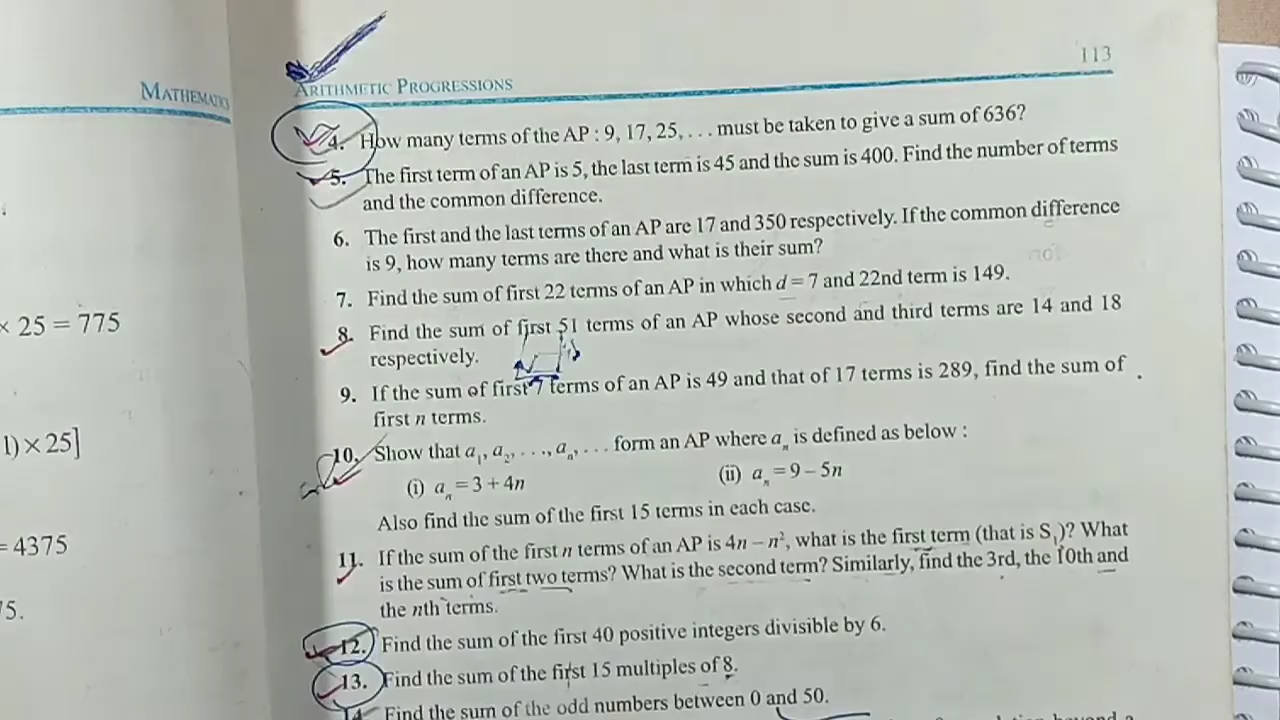 MATHEMATICS
× 25 = 775
1) × 25]
= 4375
75.
ARITHMETIC PROGRESSIONS
113
4. How many terms of the AP : 9, 17, 25, . . . must be taken to give a sum of 636?
5. The first term of an AP is 5, the last term is 45 and the sum is 400. Find the number of terms
and the common difference.
6. The first and the last terms of an AP are 17 and 350 respectively. If the common difference
is 9, how many terms are there and what is their sum?
7. Find the sum of first 22 terms of an AP in which d = 7 and 22nd term is 149.
8. Find the sum of first 51 terms of an AP whose second and third terms are 14 and 18
respectively.
9. If the sum of first 7 terms of an AP is 49 and that of 17 terms is 289, find the sum of
first n terms.
10. Show that a₁, a₂, . . ., aₙ, . . . form an AP where aₙ is defined as below :
(i) aₙ = 3 + 4n (ii) aₙ = 9 – 5n
Also find the sum of the first 15 terms in each case.
11. If the sum of the first n terms of an AP is 4n – n², what is the first term (that is S₁)? What
is the sum of first two terms? What is the second term? Similarly, find the 3rd, the 10th and
the nth terms.
12. Find the sum of the first 40 positive integers divisible by 6.
13. Find the sum of the first 15 multiples of 8.
14. Find the sum of the odd numbers between 0 and 50.